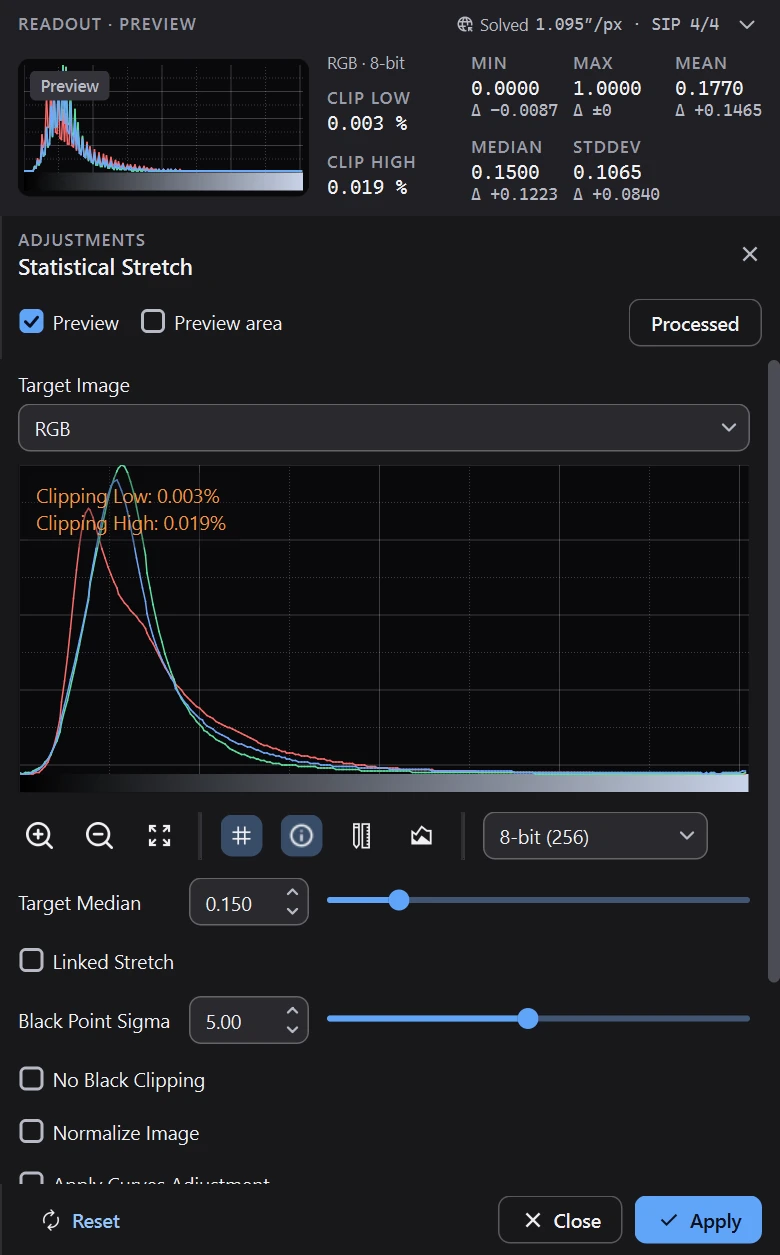 READOUT · PREVIEW
Solved 1.095″/px · SIP 4/4
Preview
RGB · 8-bit
CLIP LOW
0.003 %
CLIP HIGH
0.019 %
MIN MAX MEAN
0.0000 1.0000 0.1770
Δ −0.0087 Δ ±0 Δ +0.1465
MEDIAN STDDEV
0.1500 0.1065
Δ +0.1223 Δ +0.0840
ADJUSTMENTS
Statistical Stretch
Preview Preview area Processed
Target Image
RGB
Clipping Low: 0.003%
Clipping High: 0.019%
8-bit (256)
Target Median 0.150
Linked Stretch
Black Point Sigma 5.00
No Black Clipping
Normalize Image
Apply Curves Adjustment
Reset Close Apply